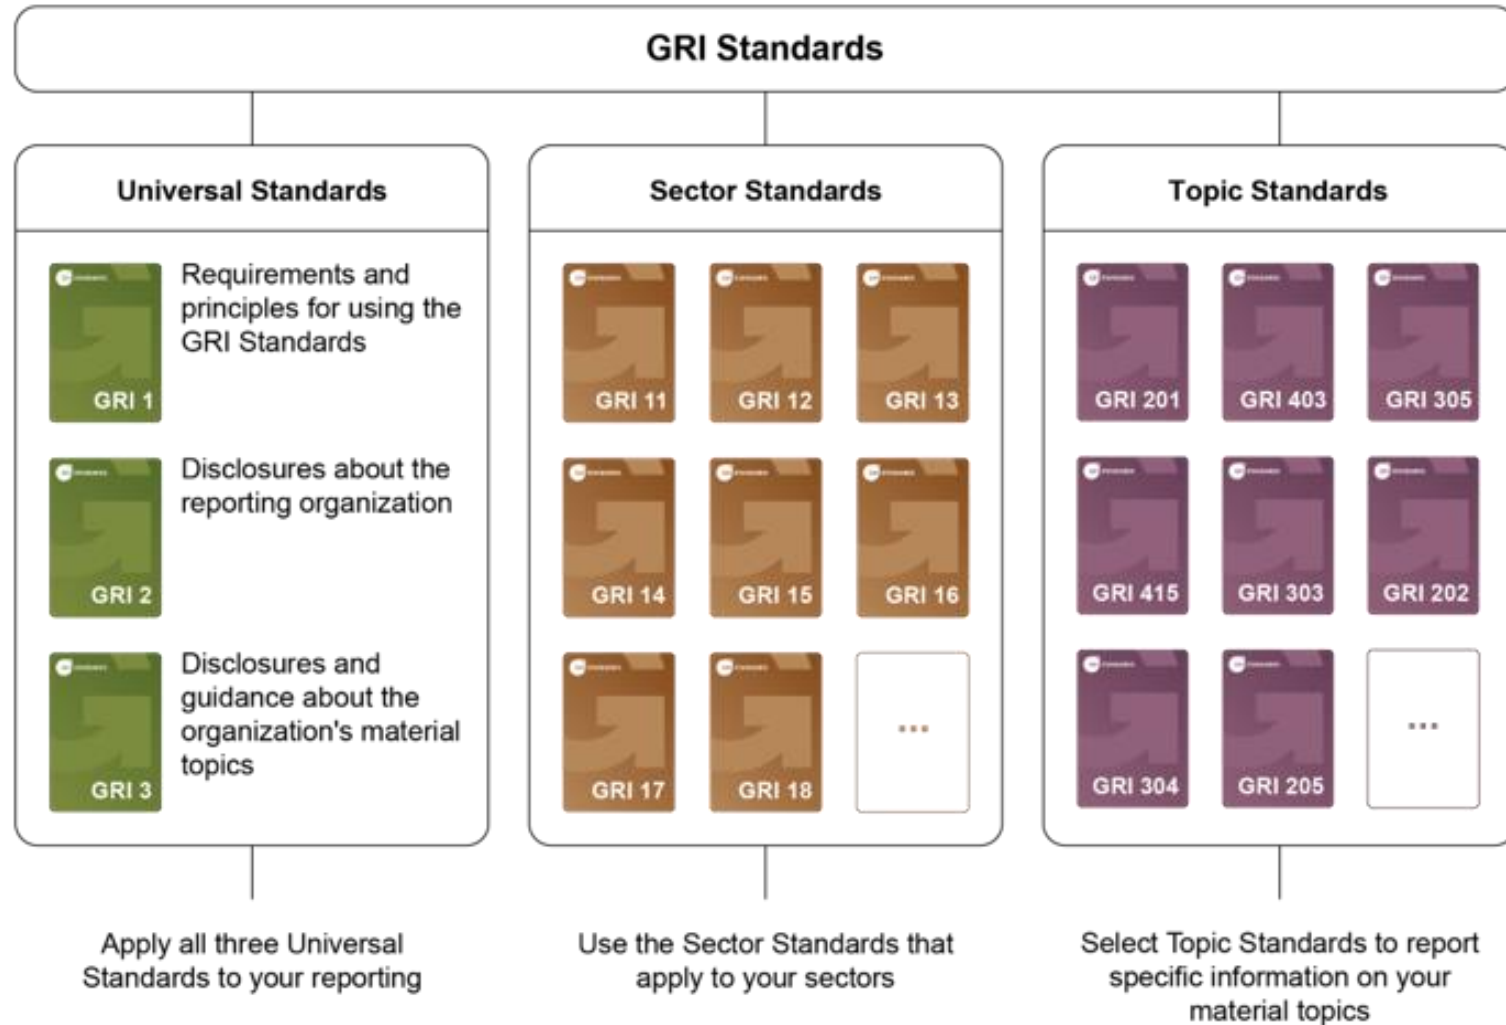 GRI Standards
Universal Standards
Requirements and
principles for using the
GRI Standards
GRI 1
Disclosures about the
reporting organization
GRI 2
Disclosures and
guidance about the
organization's material
topics
GRI 3
Apply all three Universal
Standards to your reporting
Sector Standards
GRI 11
GRI 12
GRI 13
GRI 14
GRI 15
GRI 16
GRI 17
GRI 18
...
Use the Sector Standards that
apply to your sectors
Topic Standards
GRI 201
GRI 403
GRI 305
GRI 415
GRI 303
GRI 202
GRI 304
GRI 205
...
Select Topic Standards to report
specific information on your
material topics